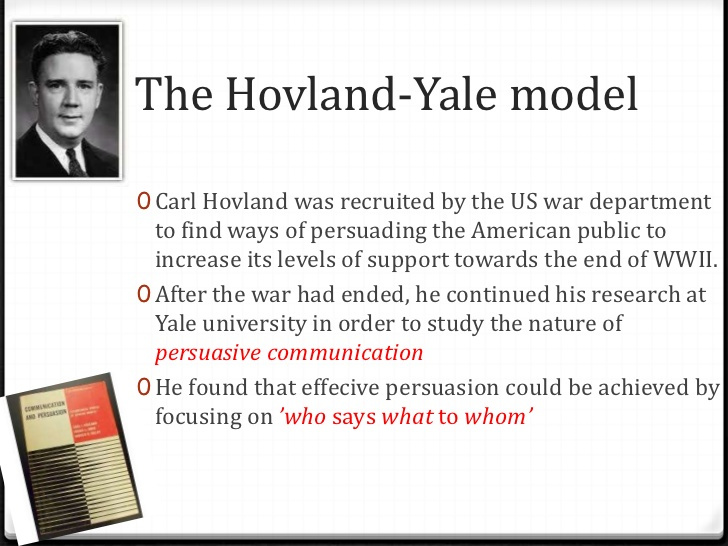 The Hovland-Yale model
Carl Hovland was recruited by the US war department
to find ways of persuading the American public to
increase its levels of support towards the end of WWII.
After the war had ended, he continued his research at
Yale university in order to study the nature of
persuasive communication
He found that effecive persuasion could be achieved by
focusing on ’who says what to whom’
COMMUNICATION
AND PERSUASION